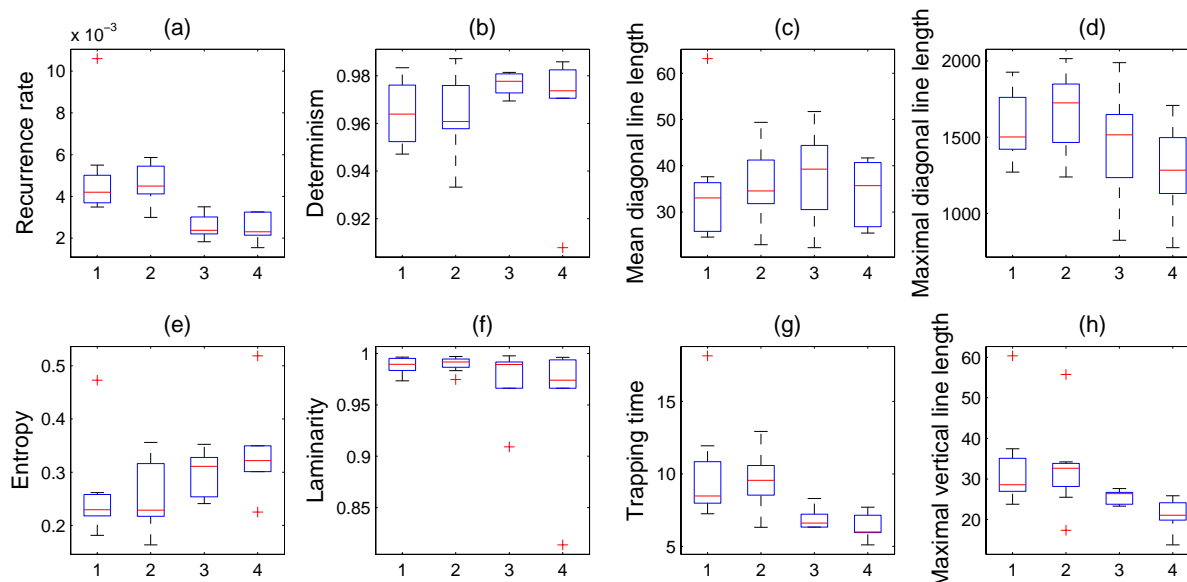 (a)
x 10⁻³
Recurrence rate
10
8
6
4
2
1 2 3 4
(b)
Determinism
0.98
0.96
0.94
0.92
1 2 3 4
(c)
Mean diagonal line length
60
50
40
30
1 2 3 4
(d)
Maximal diagonal line length
2000
1500
1000
1 2 3 4
(e)
Entropy
0.5
0.4
0.3
0.2
1 2 3 4
(f)
Laminarity
1
0.95
0.9
0.85
1 2 3 4
(g)
Trapping time
15
10
5
1 2 3 4
(h)
Maximal vertical line length
60
50
40
30
20
1 2 3 4